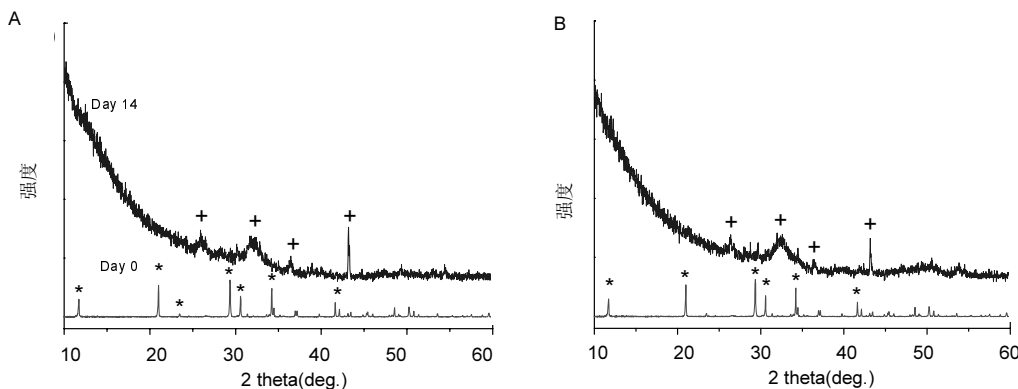 A
Day 14
+ + + +
强度
Day 0
* * * * * * *
10 20 30 40 50 60
2 theta(deg.)
B
+ + + +
强度
* * * * * *
10 20 30 40 50 60
2 theta(deg.)